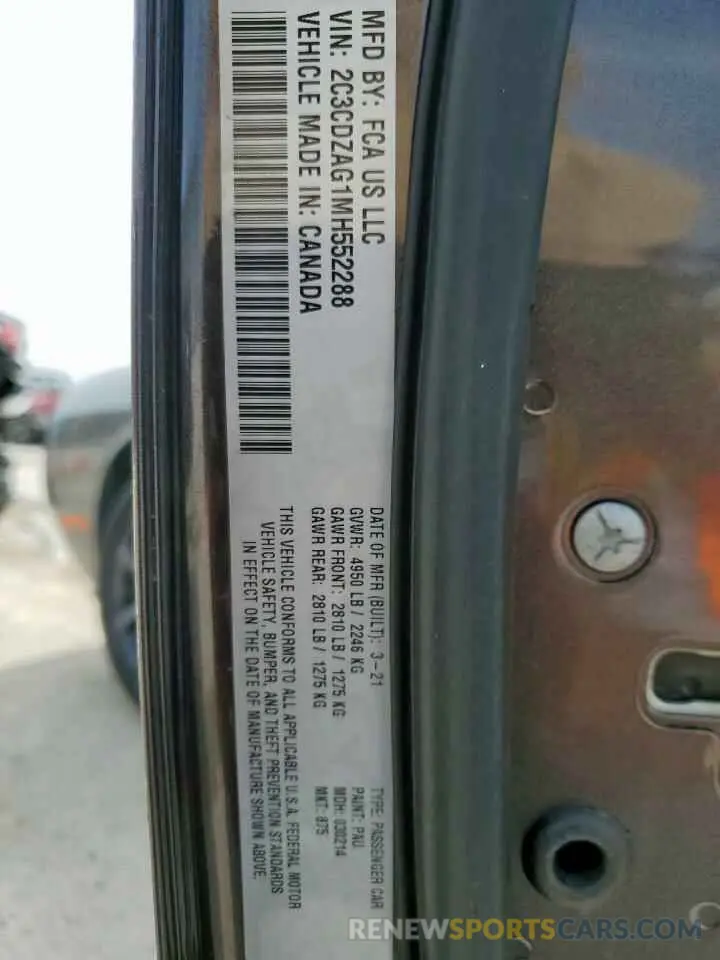 MFD BY: FCA US LLC
VIN: 2C3CDZAG1MH552288
VEHICLE MADE IN: CANADA
DATE OF MFR (BUILT): 3-21
GVWR: 4950 LB / 2246 KG
GAWR FRONT: 2810 LB / 1275 KG
GAWR REAR: 2810 LB / 1275 KG
TYPE: PASSENGER CAR
PAINT: PAU
MDH: 030214
MKT: 875
THIS VEHICLE CONFORMS TO ALL APPLICABLE U.S.A. FEDERAL MOTOR
VEHICLE SAFETY, BUMPER, AND THEFT PREVENTION STANDARDS
IN EFFECT ON THE DATE OF MANUFACTURE SHOWN ABOVE.
RENEWSPORTSCARS.COM